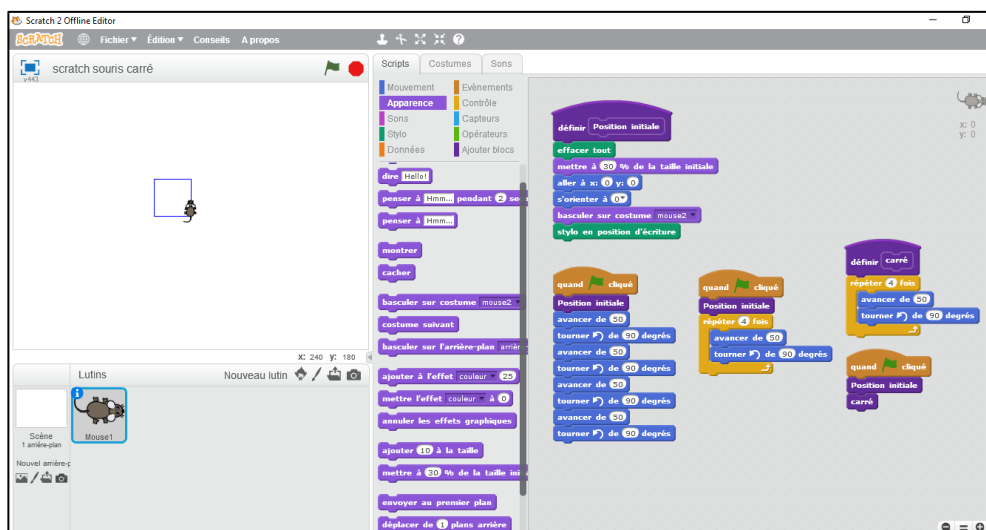 Scratch 2 Offline Editor
SCRATCH Fichier Édition Conseils A propos
v443
scratch souris carré
X: 240 y: 180
Lutins Nouveau lutin
Scène
1 arrière-plan
Nouvel arrière-p
Mouse1
Scripts Costumes Sons
Mouvement Evènements
Apparence Contrôle
Sons Capteurs
Stylo Opérateurs
Données Ajouter blocs
dire Hello!
penser à Hmm... pendant 2 se
penser à Hmm...
montrer
cacher
basculer sur costume mouse2
costume suivant
basculer sur l'arrière-plan arrière-
ajouter à l'effet couleur 25
mettre l'effet couleur à 0
annuler les effets graphiques
ajouter 10 à la taille
mettre à 30 % de la taille ini
envoyer au premier plan
déplacer de 1 plans arrière
x: 0
y: 0
définir Position initiale
effacer tout
mettre à 30 % de la taille initiale
aller à x: 0 y: 0
s'orienter à 0
basculer sur costume mouse2
stylo en position d'écriture
quand cliqué
Position initiale
avancer de 50
tourner de 90 degrés
avancer de 50
tourner de 90 degrés
avancer de 50
tourner de 90 degrés
avancer de 50
tourner de 90 degrés
quand cliqué
Position initiale
répéter 4 fois
avancer de 50
tourner de 90 degrés
définir carré
répéter 4 fois
avancer de 50
tourner de 90 degrés
quand cliqué
Position initiale
carré